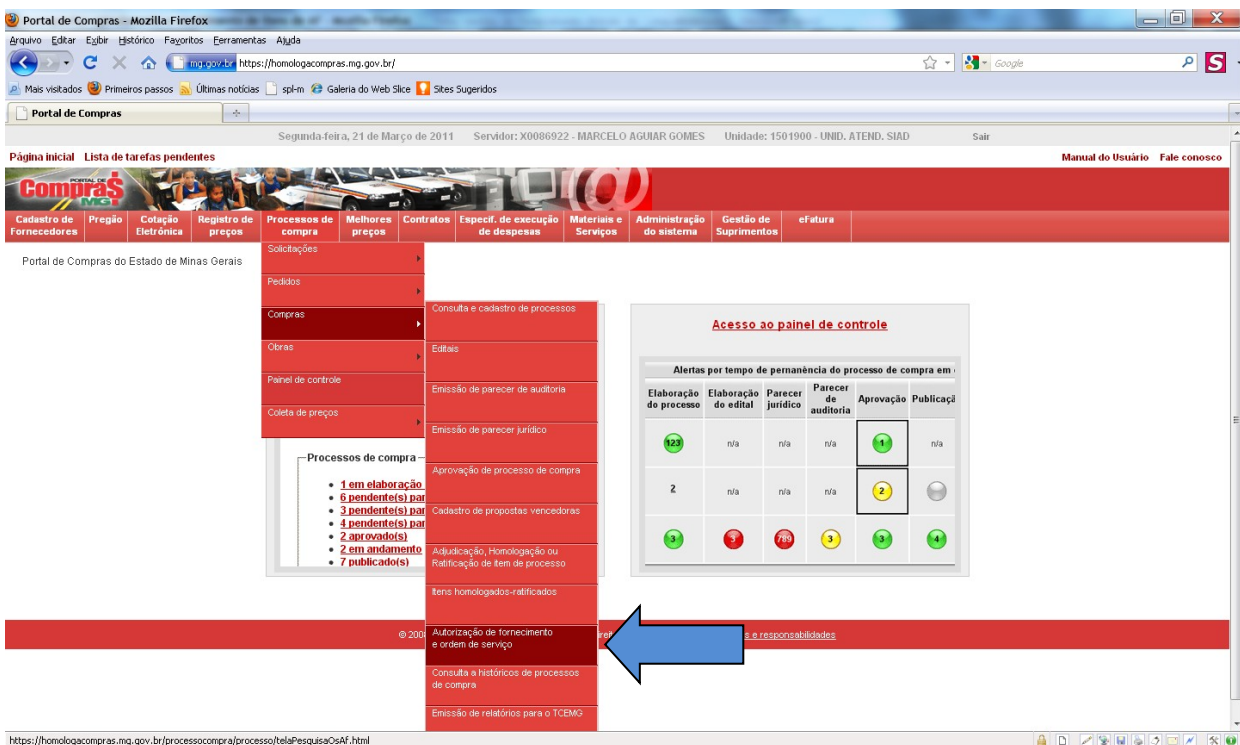 Portal de Compras - Mozilla Firefox
Arquivo Editar Exibir Histórico Favoritos Ferramentas Ajuda
mg.gov.br https://homologacompras.mg.gov.br/
Google
Mais visitados Primeiros passos Últimas notícias spl-m Galeria do Web Slice Sites Sugeridos
Portal de Compras
Segunda-feira, 21 de Março de 2011 Servidor: X0086922 - MARCELO AGUIAR GOMES Unidade: 1501900 - UNID. ATEND. SIAD Sair
Página inicial Lista de tarefas pendentes Manual do Usuário Fale conosco
PORTAL DE
Compras
MG
@
Cadastro de Fornecedores
Pregão
Cotação Eletrônica
Registro de preços
Processos de compra
Melhores preços
Contratos
Especif. de execução de despesas
Materiais e Serviços
Administração do sistema
Gestão de Suprimentos
eFatura
Portal de Compras do Estado de Minas Gerais
Solicitações
Pedidos
Compras
Obras
Painel de controle
Coleta de preços
Consulta e cadastro de processos
Editais
Emissão de parecer de auditoria
Emissão de parecer jurídico
Aprovação de processo de compra
Cadastro de propostas vencedoras
Adjudicação, Homologação ou
Ratificação de item de processo
Itens homologados-ratificados
Autorização de fornecimento
e ordem de serviço
Consulta a históricos de processos
de compra
Emissão de relatórios para o TCEMG
Processos de compra
1 em elaboração
6 pendente(s) par
3 pendente(s) par
4 pendente(s) par
2 aprovado(s)
2 em andamento
7 publicado(s)
Acesso ao painel de controle
Alertas por tempo de permanência do processo de compra em
Elaboração do processo
Elaboração do edital
Parecer jurídico
Parecer de auditoria
Aprovação
Publicaçã
123 n/a n/a n/a 1 n/a
2 n/a n/a n/a 2
3 3 789 3 3 4
© 200
s e responsabilidades
https://homologacompras.mg.gov.br/processocompra/processo/telaPesquisaOsAf.html